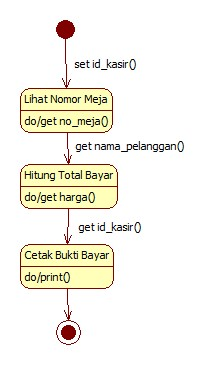 set id_kasir()
Lihat Nomor Meja
do/get no_meja()
get nama_pelanggan()
Hitung Total Bayar
do/get harga()
get id_kasir()
Cetak Bukti Bayar
do/print()